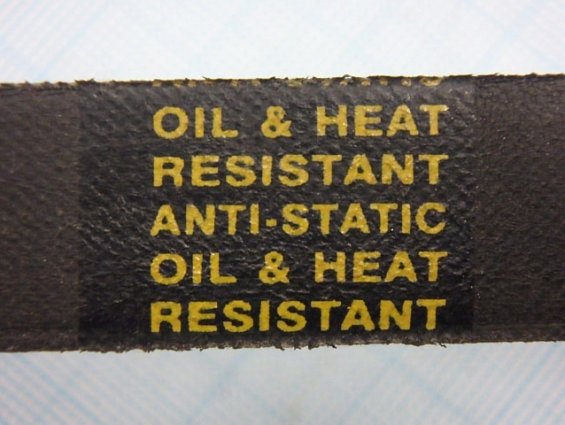 OIL & HEAT
RESISTANT
ANTI-STATIC
OIL & HEAT
RESISTANT